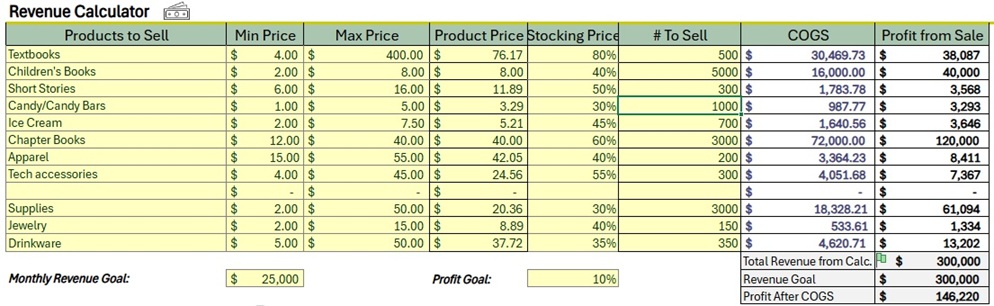 Revenue Calculator
Products to Sell Min Price Max Price Product Price Stocking Price # To Sell COGS Profit from Sale
Textbooks $ 4.00 $ 400.00 $ 76.17 80% 500 $ 30,469.73 $ 38,087
Children's Books $ 2.00 $ 8.00 $ 8.00 40% 5000 $ 16,000.00 $ 40,000
Short Stories $ 6.00 $ 16.00 $ 11.89 50% 300 $ 1,783.78 $ 3,568
Candy/Candy Bars $ 1.00 $ 5.00 $ 3.29 30% 1000 $ 987.77 $ 3,293
Ice Cream $ 2.00 $ 7.50 $ 5.21 45% 700 $ 1,640.56 $ 3,646
Chapter Books $ 12.00 $ 40.00 $ 40.00 60% 3000 $ 72,000.00 $ 120,000
Apparel $ 15.00 $ 55.00 $ 42.05 40% 200 $ 3,364.23 $ 8,411
Tech accessories $ 4.00 $ 45.00 $ 24.56 55% 300 $ 4,051.68 $ 7,367
$ - $ - $ - $ - $ -
Supplies $ 2.00 $ 50.00 $ 20.36 30% 3000 $ 18,328.21 $ 61,094
Jewelry $ 2.00 $ 15.00 $ 8.89 40% 150 $ 533.61 $ 1,334
Drinkware $ 5.00 $ 50.00 $ 37.72 35% 350 $ 4,620.71 $ 13,202
Total Revenue from Calc. $ 300,000
Monthly Revenue Goal: $ 25,000 Profit Goal: 10% Revenue Goal $ 300,000
Profit After COGS $ 146,220